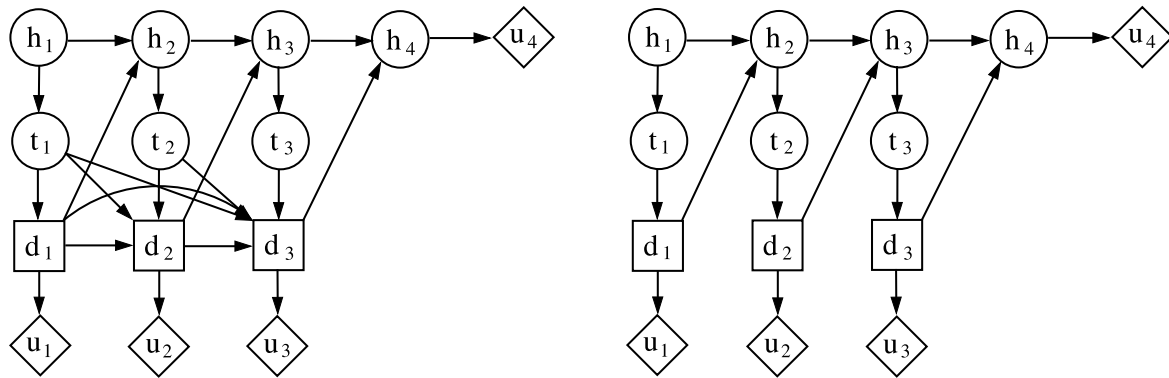 h1 h2 h3 h4 u4 h1 h2 h3 h4 u4
t1 t2 t3 t1 t2 t3
d1 d2 d3 d1 d2 d3
u1 u2 u3 u1 u2 u3